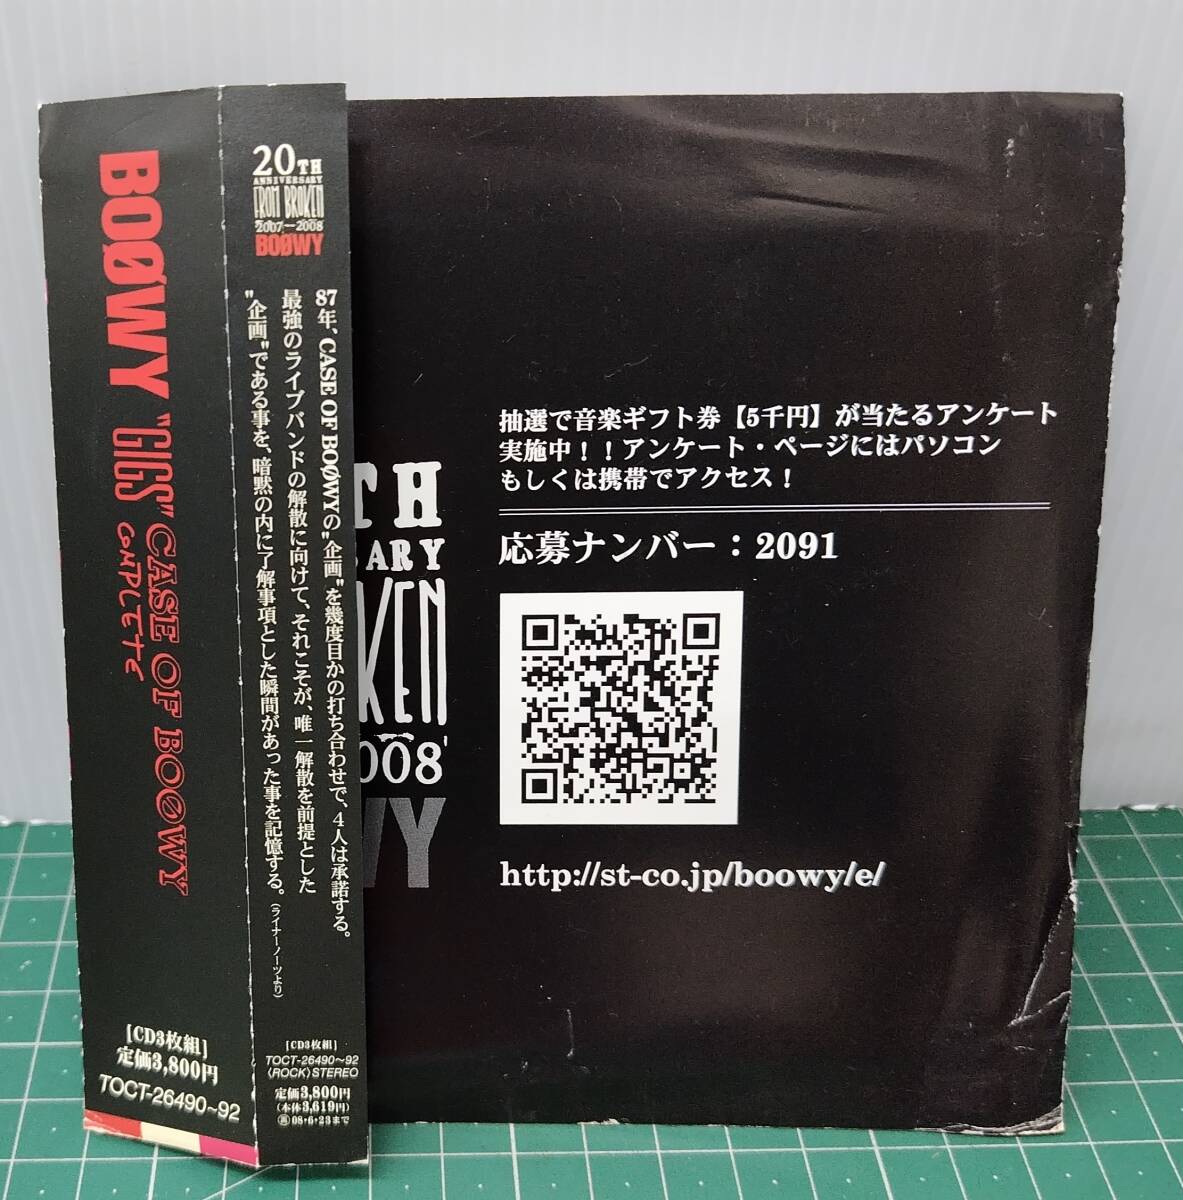 BOØWY "GIGS" CASE OF BOØWY
COMPLETE
[CD3枚組]
定価3,800円
TOCT-26490~92
20TH
ANNIVERSARY
FROM BROKEN
2007-2008
BOØWY
87年、CASE OF BOØWYの"企画"を幾度目かの打ち合わせで、4人は承諾する。
最強のライブバンドの解散に向けて、それこそが、唯一解散を前提とした
"企画"である事を、暗黙の内に了解事項とした瞬間があった事を記憶する。(ライナーノーツより)
[CD3枚組]
TOCT-26490~92
(ROCK)STEREO
定価3,800円
(本体3,619円)
再08・6・23まで
TH
SARY
KEN
008
WY
抽選で音楽ギフト券【5千円】が当たるアンケート
実施中!!アンケート・ページにはパソコン
もしくは携帯でアクセス!
応募ナンバー:2091
http://st-co.jp/boowy/e/